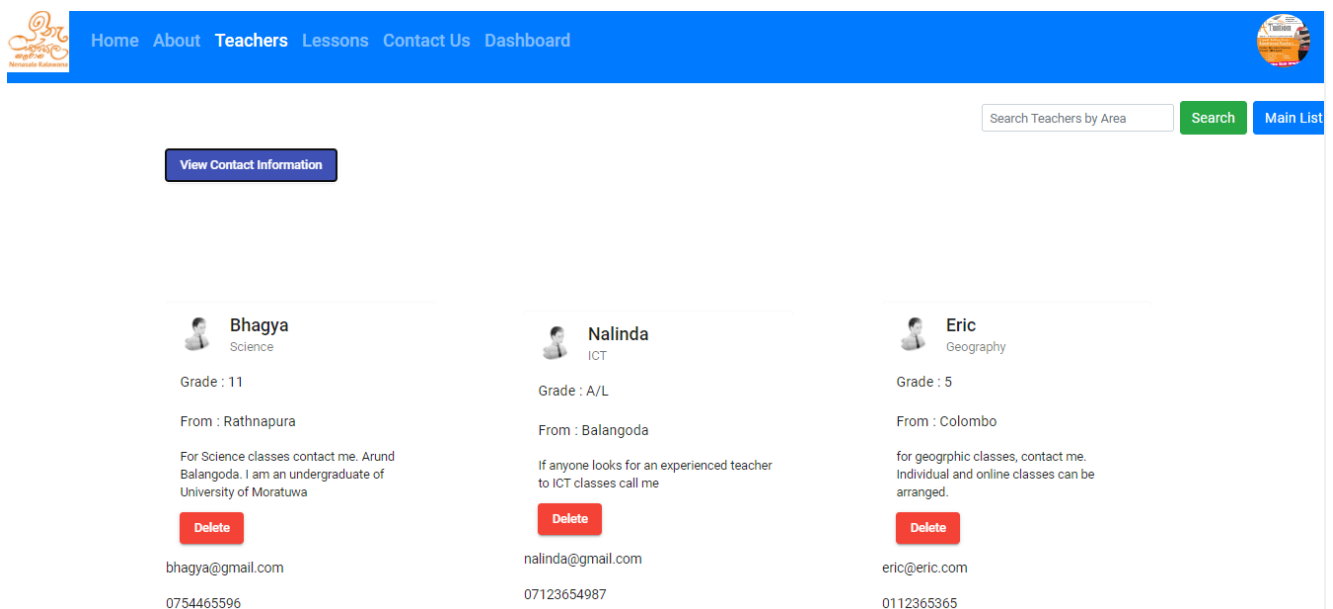 Nenasala Kalawana
Home About Teachers Lessons Contact Us Dashboard
Search Teachers by Area Search Main List
View Contact Information
Bhagya
Science
Grade : 11
From : Rathnapura
For Science classes contact me. Arund
Balangoda. I am an undergraduate of
University of Moratuwa
Delete
bhagya@gmail.com
0754465596
Nalinda
ICT
Grade : A/L
From : Balangoda
If anyone looks for an experienced teacher
to ICT classes call me
Delete
nalinda@gmail.com
07123654987
Eric
Geography
Grade : 5
From : Colombo
for geogrphic classes, contact me.
Individual and online classes can be
arranged.
Delete
eric@eric.com
0112365365